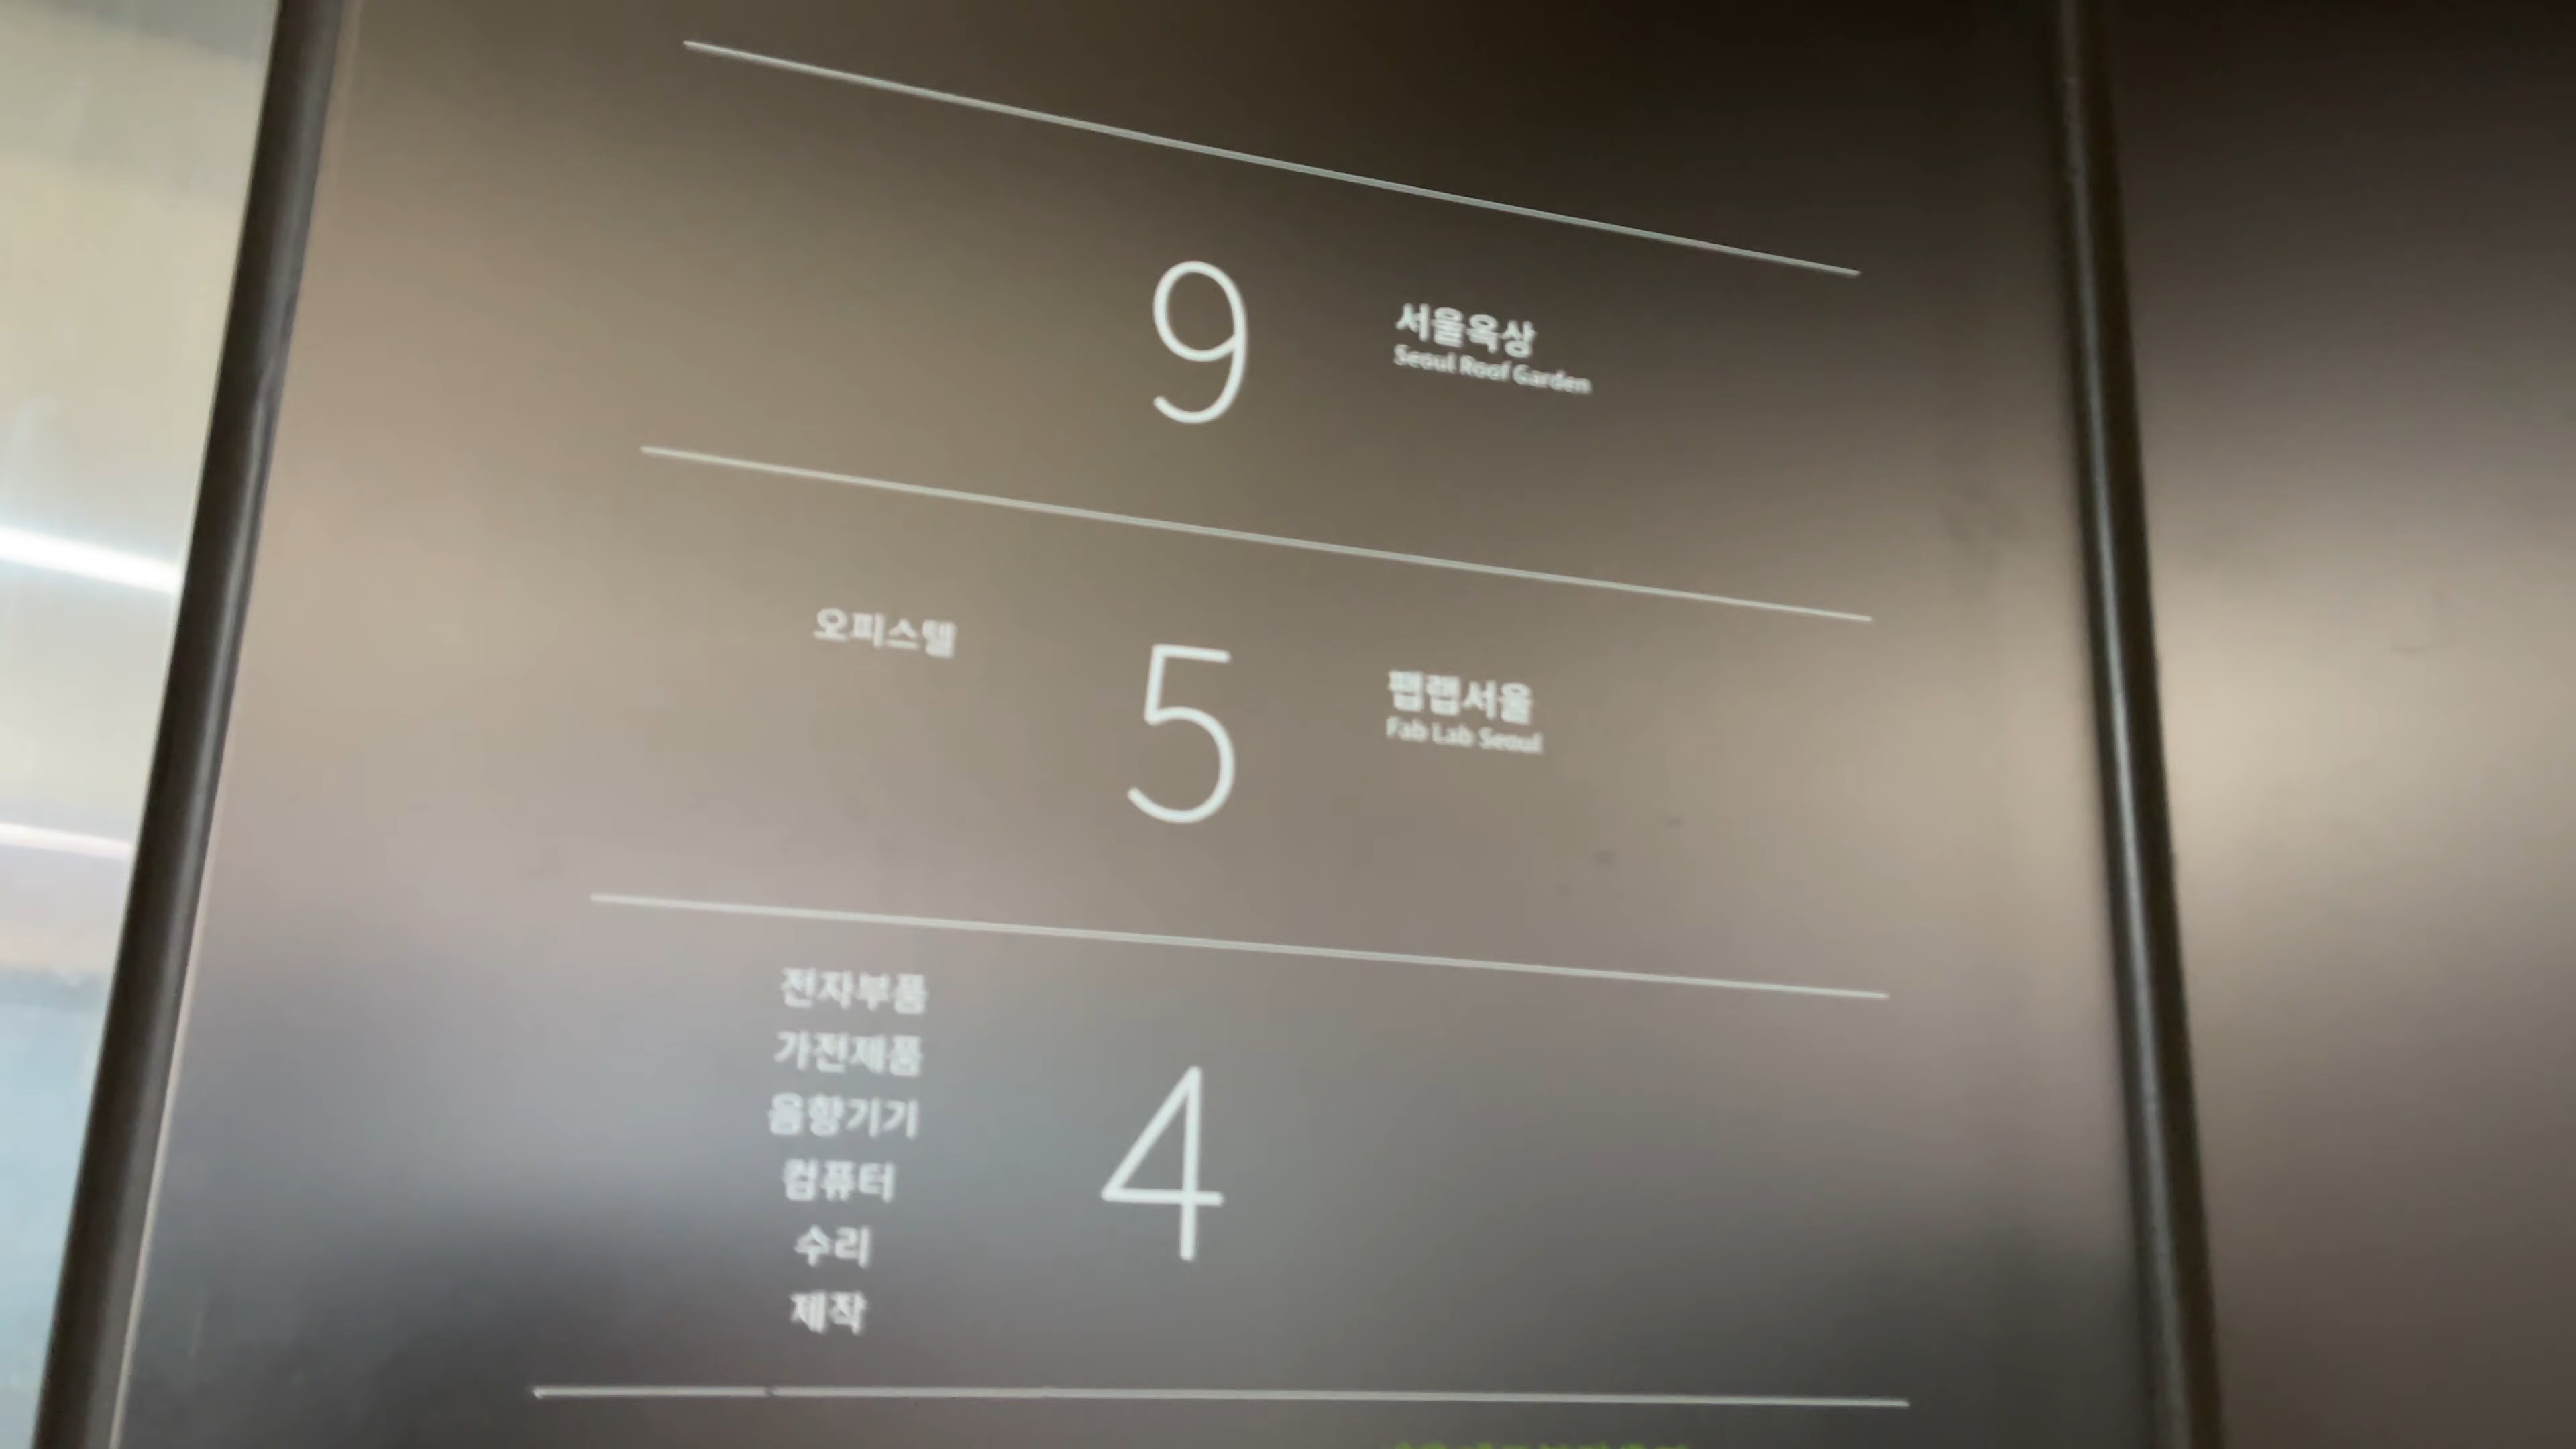 9
서울옥상
Seoul Roof Garden
오피스텔
5
팹랩서울
Fab Lab Seoul
전자부품
가전제품
음향기기
컴퓨터
수리
제작
4